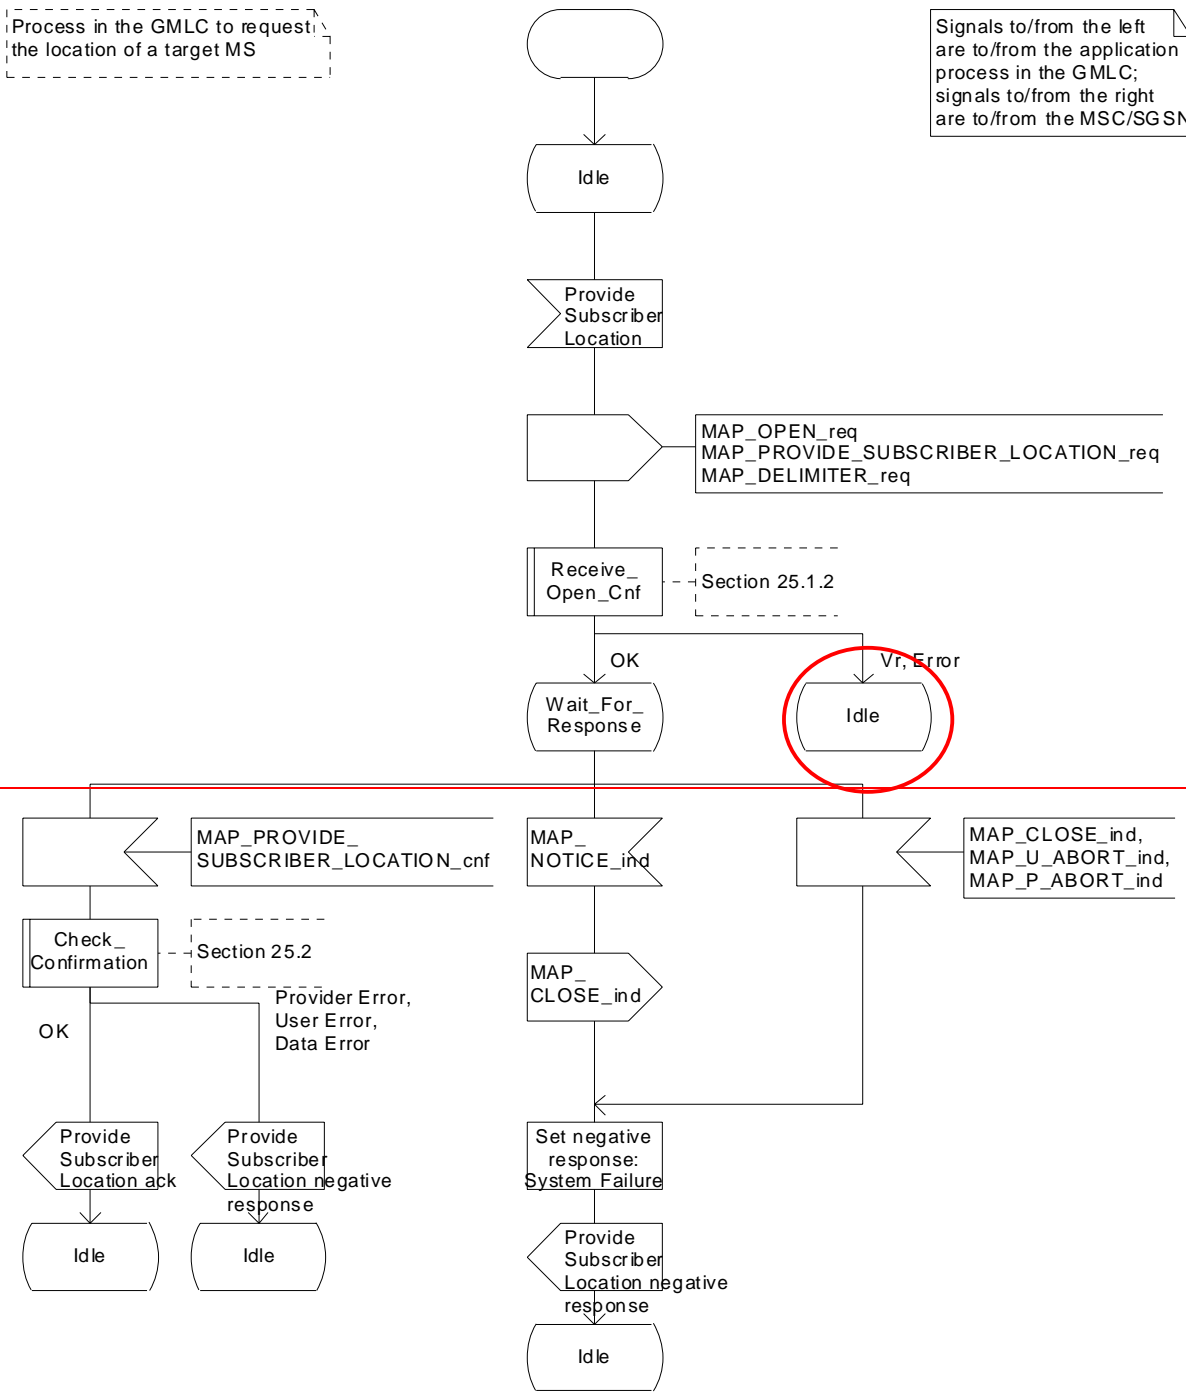 Process in the GMLC to request
the location of a target MS
Signals to/from the left
are to/from the application
process in the GMLC;
signals to/from the right
are to/from the MSC/SGSN
Idle
Provide
Subscriber
Location
MAP_OPEN_req
MAP_PROVIDE_SUBSCRIBER_LOCATION_req
MAP_DELIMITER_req
Receive_
Open_Cnf
Section 25.1.2
OK
Vr, Error
Wait_For_
Response
Idle
MAP_PROVIDE_
SUBSCRIBER_LOCATION_cnf
MAP_
NOTICE_ind
MAP_CLOSE_ind,
MAP_U_ABORT_ind,
MAP_P_ABORT_ind
Check_
Confirmation
Section 25.2
MAP_
CLOSE_ind
OK
Provider Error,
User Error,
Data Error
Provide
Subscriber
Location ack
Provide
Subscriber
Location negative
response
Set negative
response:
System Failure
Idle
Idle
Provide
Subscriber
Location negative
response
Idle